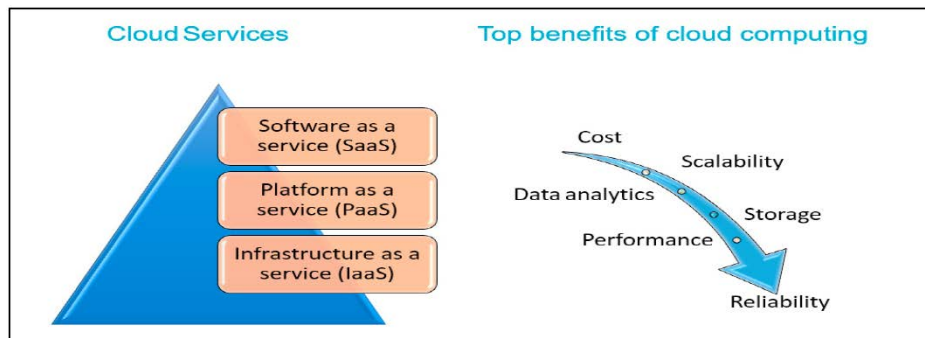 Cloud Services
Software as a
service (SaaS)
Platform as a
service (PaaS)
Infrastructure as a
service (IaaS)
Top benefits of cloud computing
Cost
Scalability
Data analytics
Storage
Performance
Reliability